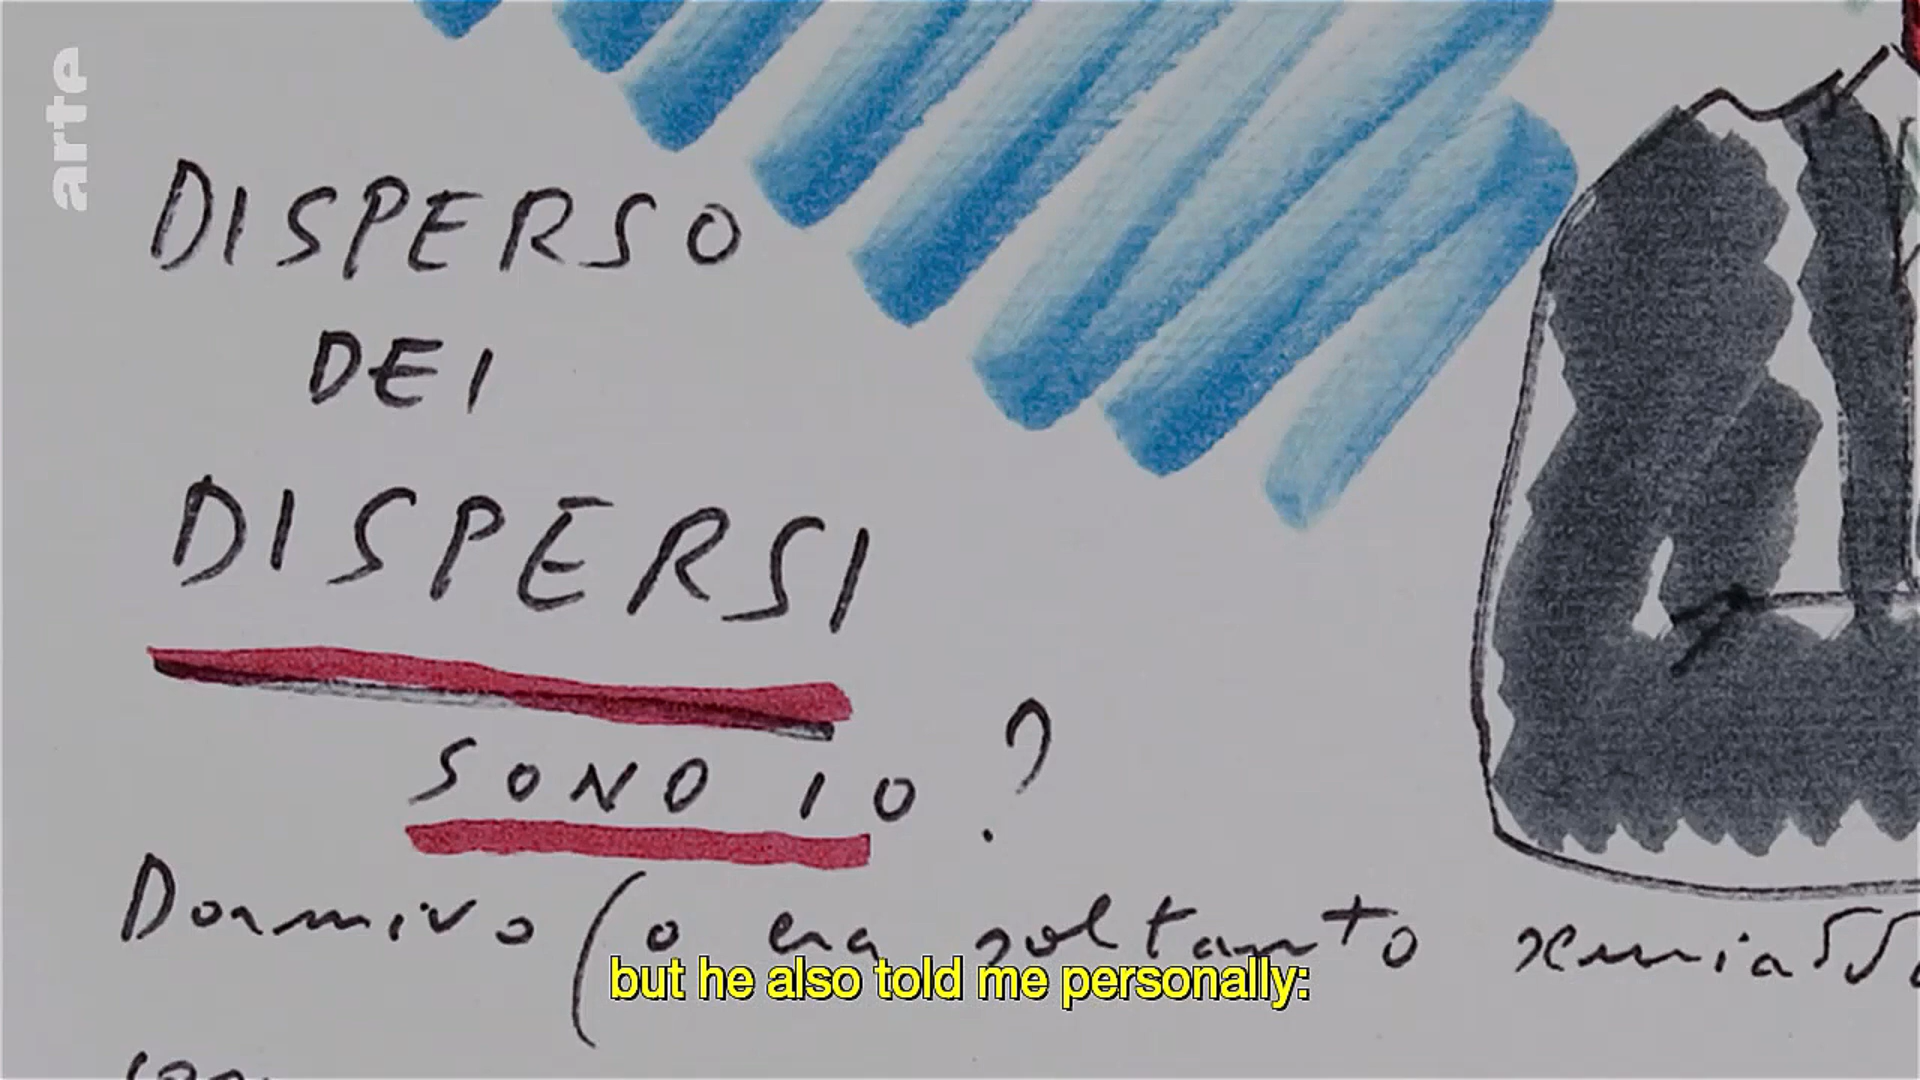 arte
DISPERSO
DEI
DISPERSI
SONO IO?
Dormivo (o era soltanto
but he also told me personally: